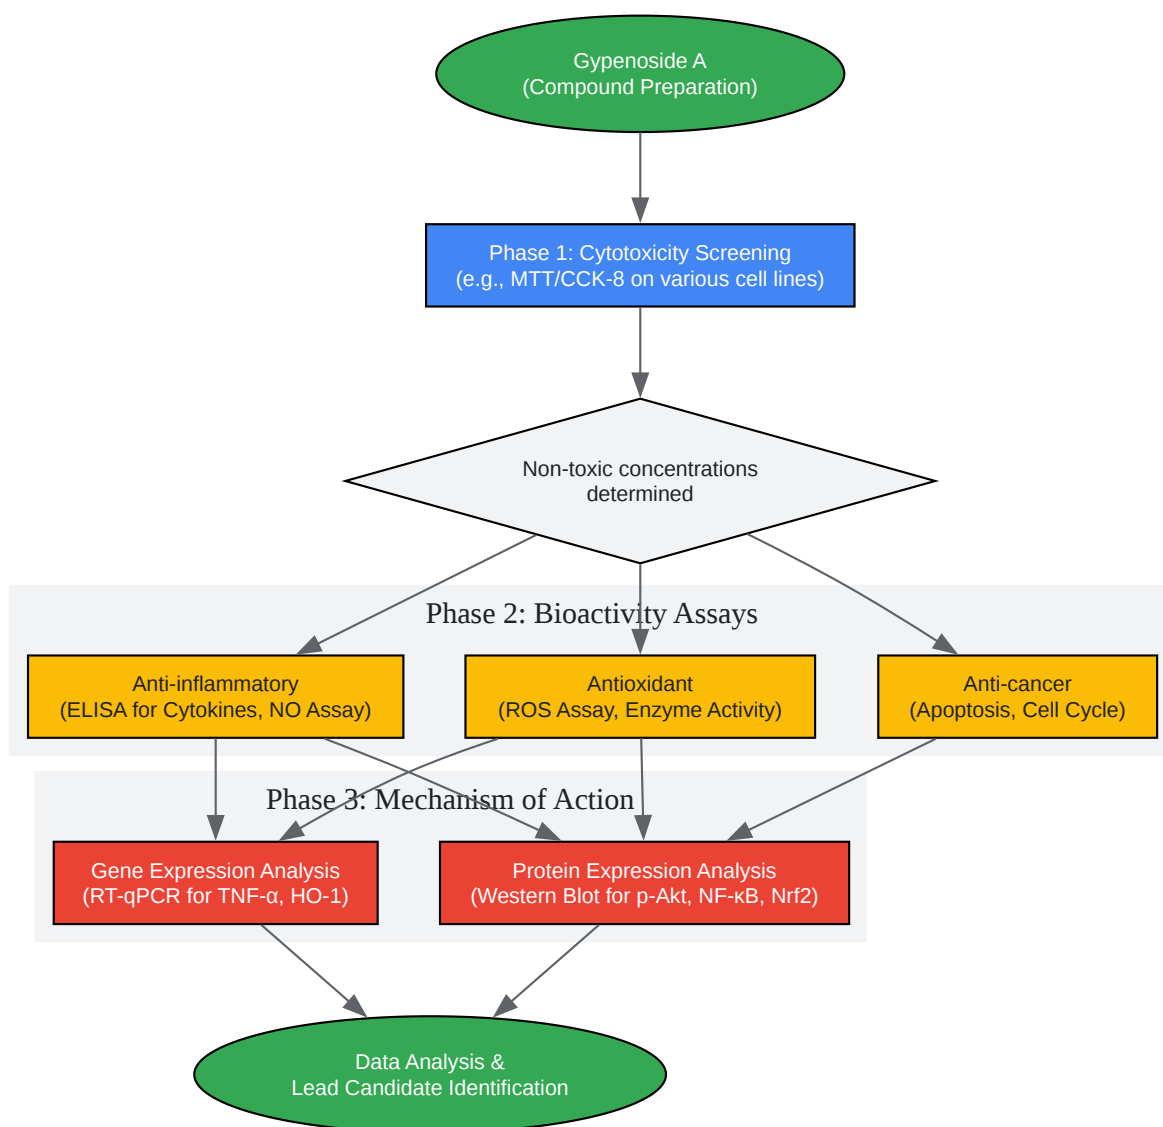 Gypenoside A
(Compound Preparation)
Phase 1: Cytotoxicity Screening
(e.g., MTT/CCK-8 on various cell lines)
Non-toxic concentrations
determined
Phase 2: Bioactivity Assays
Anti-inflammatory
(ELISA for Cytokines, NO Assay)
Antioxidant
(ROS Assay, Enzyme Activity)
Anti-cancer
(Apoptosis, Cell Cycle)
Phase 3: Mechanism of Action
Gene Expression Analysis
(RT-qPCR for TNF-α, HO-1)
Protein Expression Analysis
(Western Blot for p-Akt, NF-κB, Nrf2)
Data Analysis &
Lead Candidate Identification